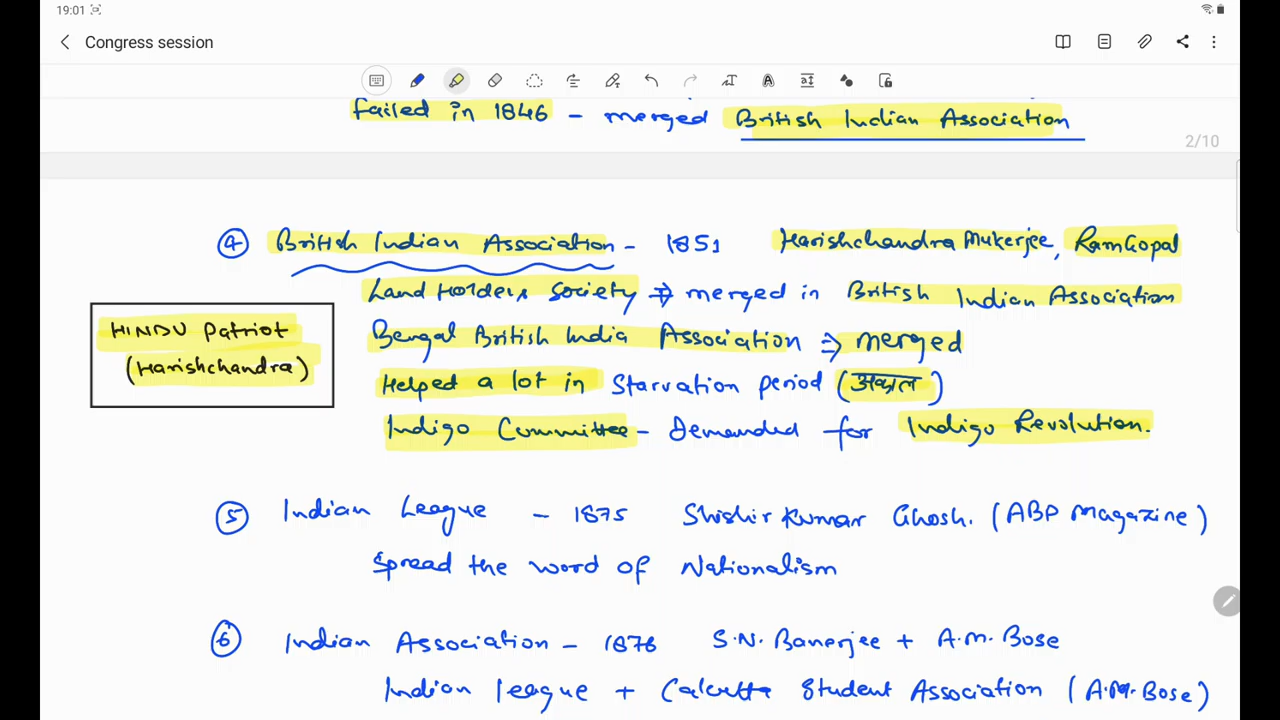 19:01
Congress session
failed in 1846 - merged British Indian Association
2/10
④ British Indian Association - 1851 Harishchandra Mukerjee, RamGopal
Land Holders Society ⇒ merged in British Indian Association
HINDU Patriot
(Harishchandra)
Bengal British India Association ⇒ merged
Helped a lot in Starvation period (अकाल)
Indigo Committee - Demanded for Indigo Revolution.
⑤ Indian League - 1875 Shishir Kumar Ghosh. (ABP Magazine)
Spread the word of Nationalism
⑥ Indian Association - 1876 S.N. Banerjee + A.M. Bose
Indian league + Calcutta Student Association (A.M. Bose)